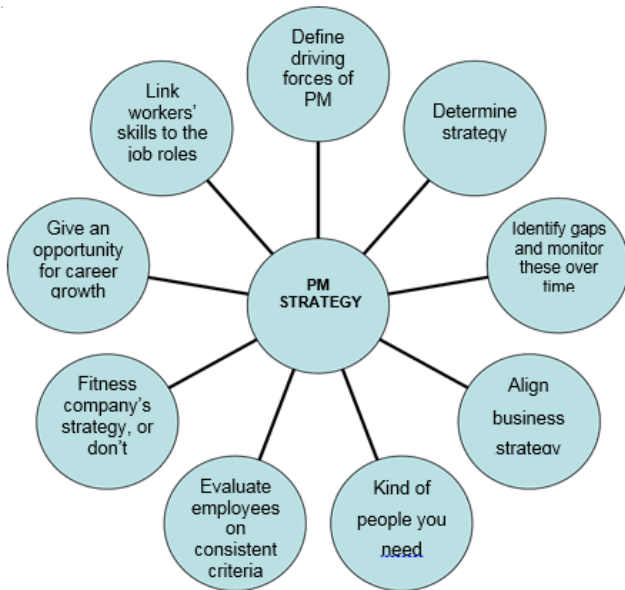 Define
driving
forces of
PM
Determine
strategy
Identify gaps
and monitor
these over
time
Align
business
strategy
Kind of
people you
need
Evaluate
employees
on
consistent
criteria
Fitness
company's
strategy, or
don't
Give an
opportunity
for career
growth
Link
workers'
skills to the
job roles
PM
STRATEGY